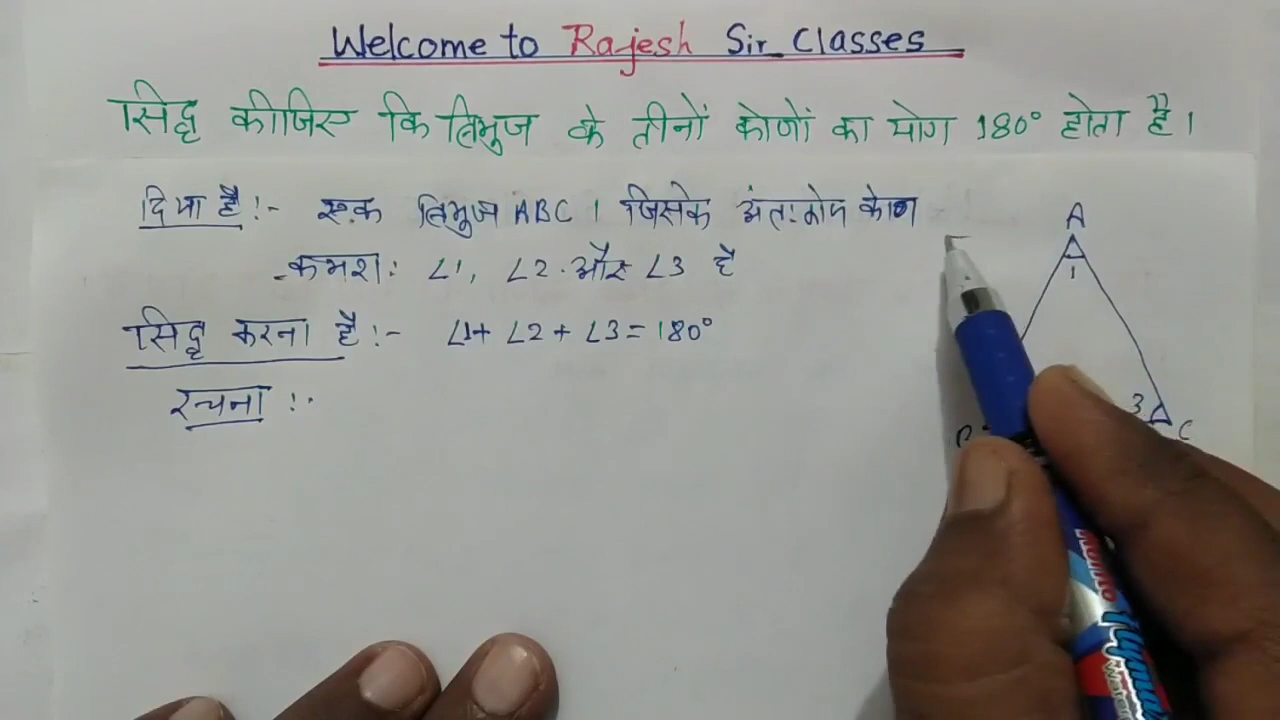 Welcome to Rajesh Sir Classes
सिद्ध कीजिए कि त्रिभुज के तीनों कोणों का योग 180° होता है।
दिया है :- एक त्रिभुज ABC । जिसके अंतः कोण
क्रमशः ∠1, ∠2. और ∠3 है
सिद्ध करना है :- ∠1+ ∠2 + ∠3 = 180°
रचना :-
A
1
3
C